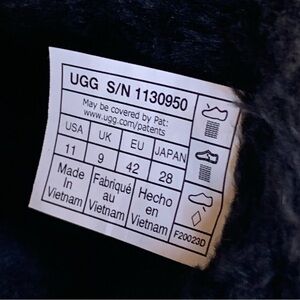 UGG S/N 1130950
May be covered by Pat:
www.ugg.com/patents
USA UK EU JAPAN
11 9 42 28
Made Fabriqué Hecho
In au en
Vietnam Vietnam Vietnam
F20023D